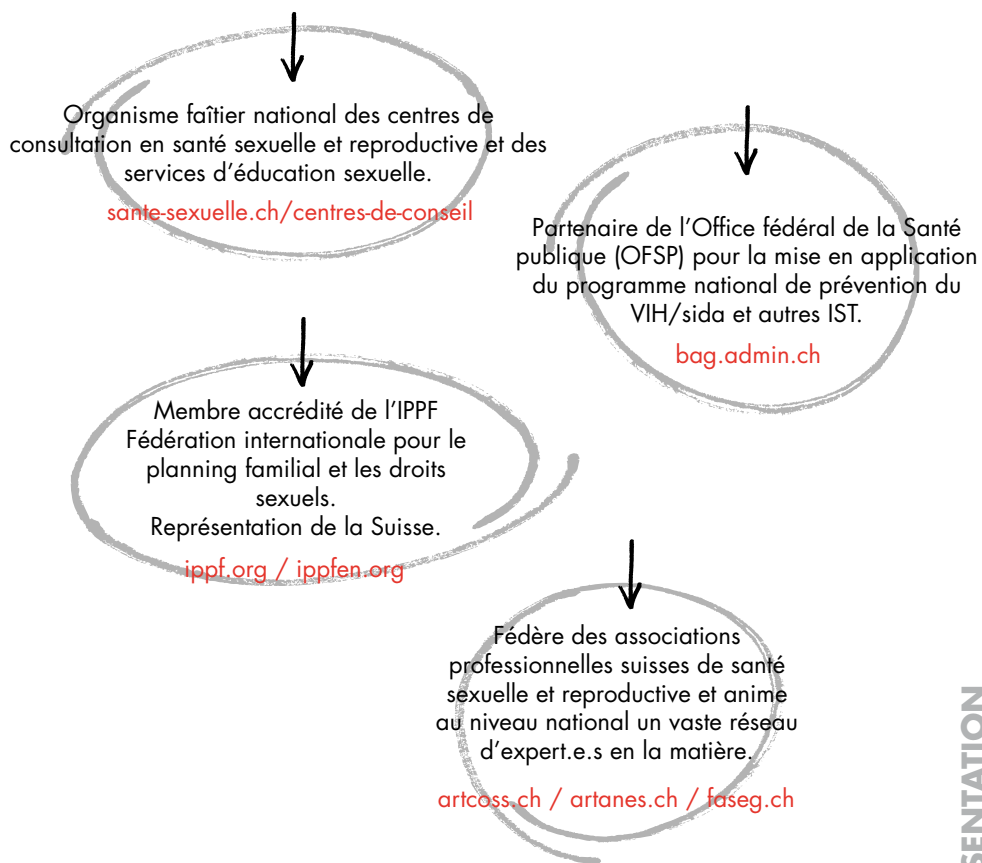 Organisme faîtier national des centres de
consultation en santé sexuelle et reproductive et des
services d’éducation sexuelle.
sante-sexuelle.ch/centres-de-conseil
Partenaire de l’Office fédéral de la Santé
publique (OFSP) pour la mise en application
du programme national de prévention du
VIH/sida et autres IST.
bag.admin.ch
Membre accrédité de l’IPPF
Fédération internationale pour le
planning familial et les droits
sexuels.
Représentation de la Suisse.
ippf.org / ippfen.org
Fédère des associations
professionnelles suisses de santé
sexuelle et reproductive et anime
au niveau national un vaste réseau
d’expert.e.s en la matière.
artcoss.ch / artanes.ch / faseg.ch
SENTATION